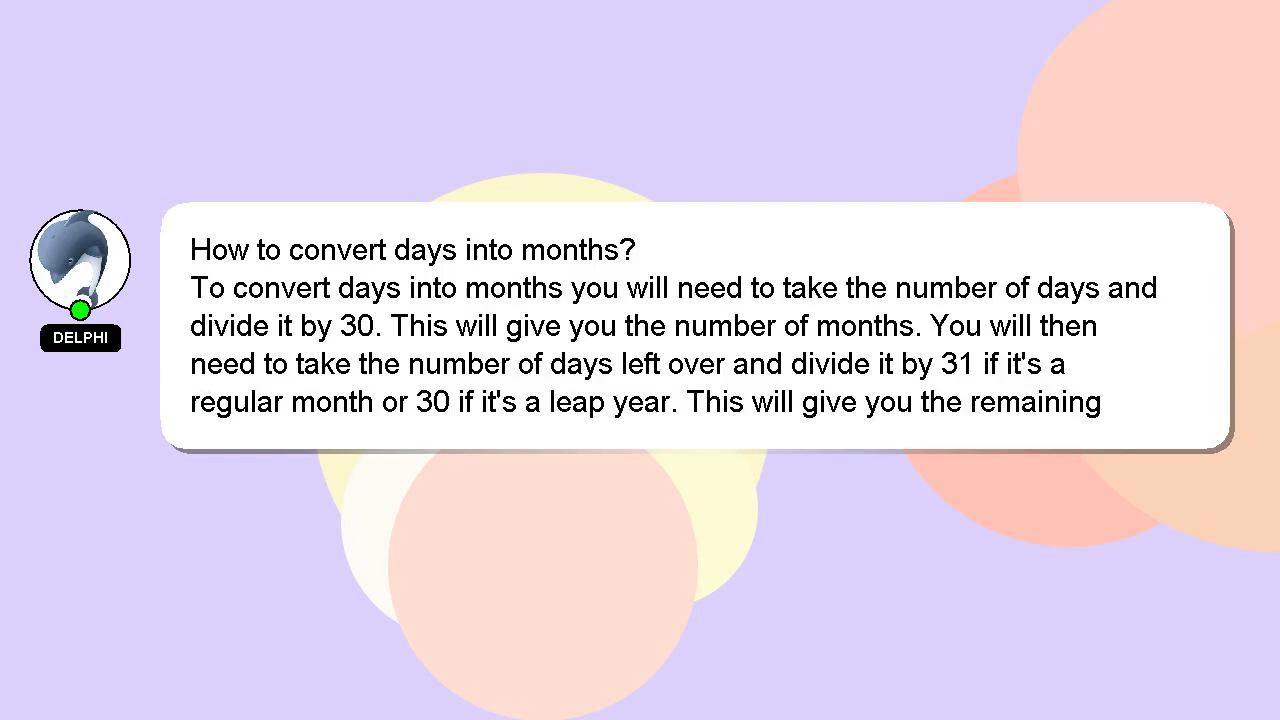 How to convert days into months?
To convert days into months you will need to take the number of days and
divide it by 30. This will give you the number of months. You will then
need to take the number of days left over and divide it by 31 if it's a
regular month or 30 if it's a leap year. This will give you the remaining
DELPHI